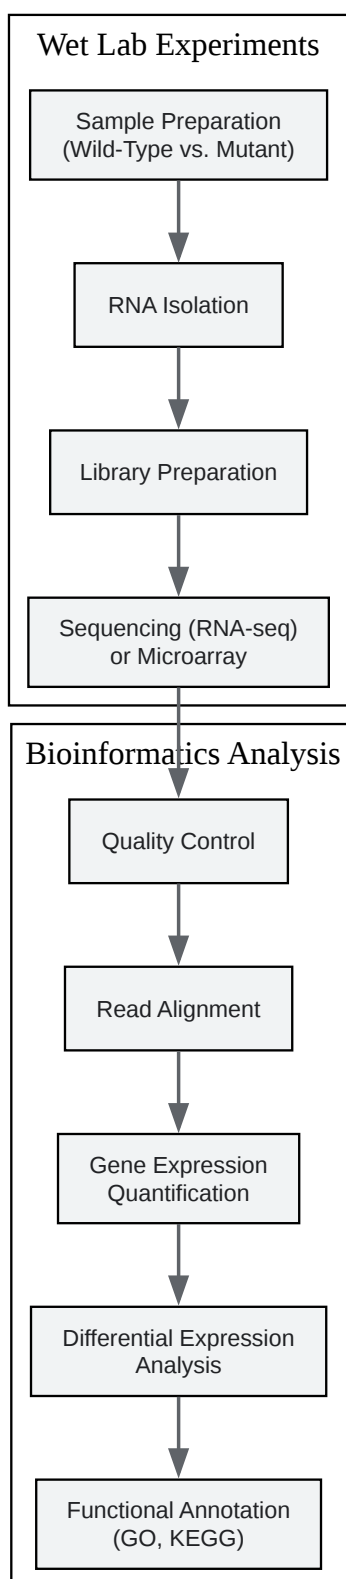 Wet Lab Experiments
Sample Preparation
(Wild-Type vs. Mutant)
RNA Isolation
Library Preparation
Sequencing (RNA-seq)
or Microarray
Bioinformatics Analysis
Quality Control
Read Alignment
Gene Expression
Quantification
Differential Expression
Analysis
Functional Annotation
(GO, KEGG)